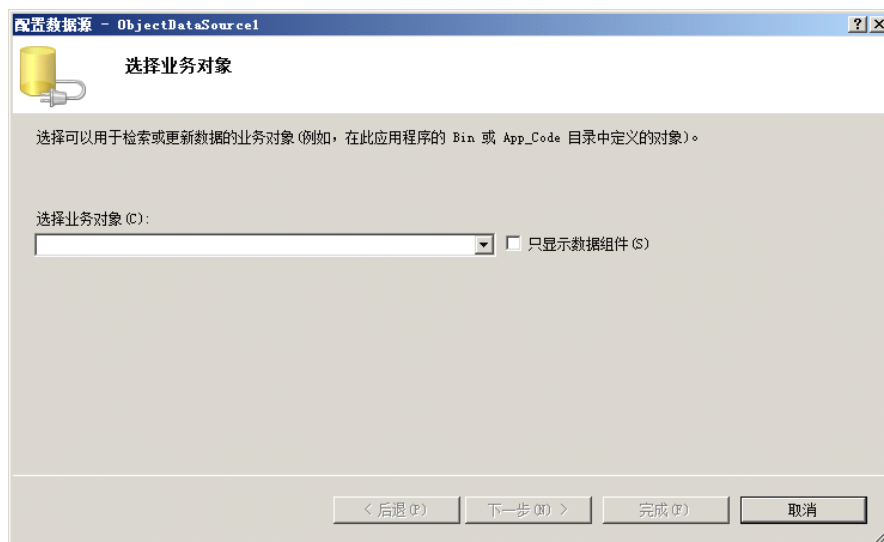 配置数据源 - ObjectDataSource1
选择业务对象
选择可以用于检索或更新数据的业务对象(例如，在此应用程序的 Bin 或 App_Code 目录中定义的对象)。
选择业务对象(C):
只显示数据组件(S)
< 后退(P) 下一步(N) > 完成(F) 取消